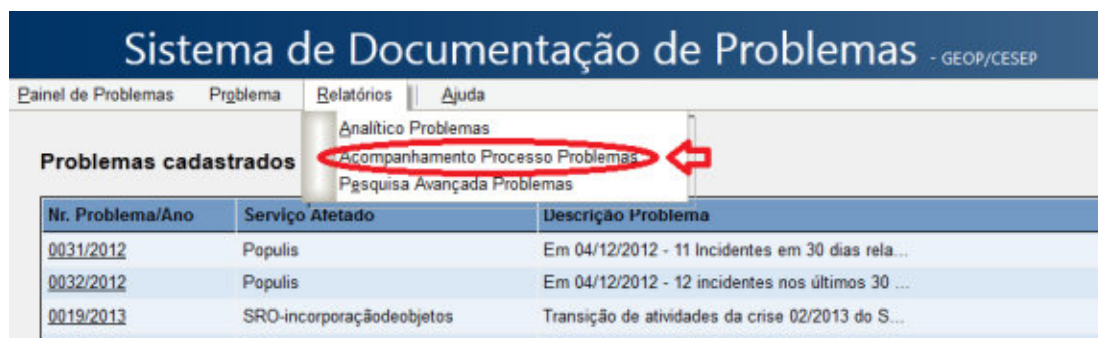 Sistema de Documentação de Problemas - GEOP/CESEP
Painel de Problemas Problema Relatórios Ajuda
Analítico Problemas
Acompanhamento Processo Problemas
Pesquisa Avançada Problemas
Problemas cadastrados
Nr. Problema/Ano Serviço Afetado Descrição Problema
0031/2012 Populis Em 04/12/2012 - 11 Incidentes em 30 dias rela...
0032/2012 Populis Em 04/12/2012 - 12 incidentes nos últimos 30 ...
0019/2013 SRO-incorporaçãodeobjetos Transição de atividades da crise 02/2013 do S...